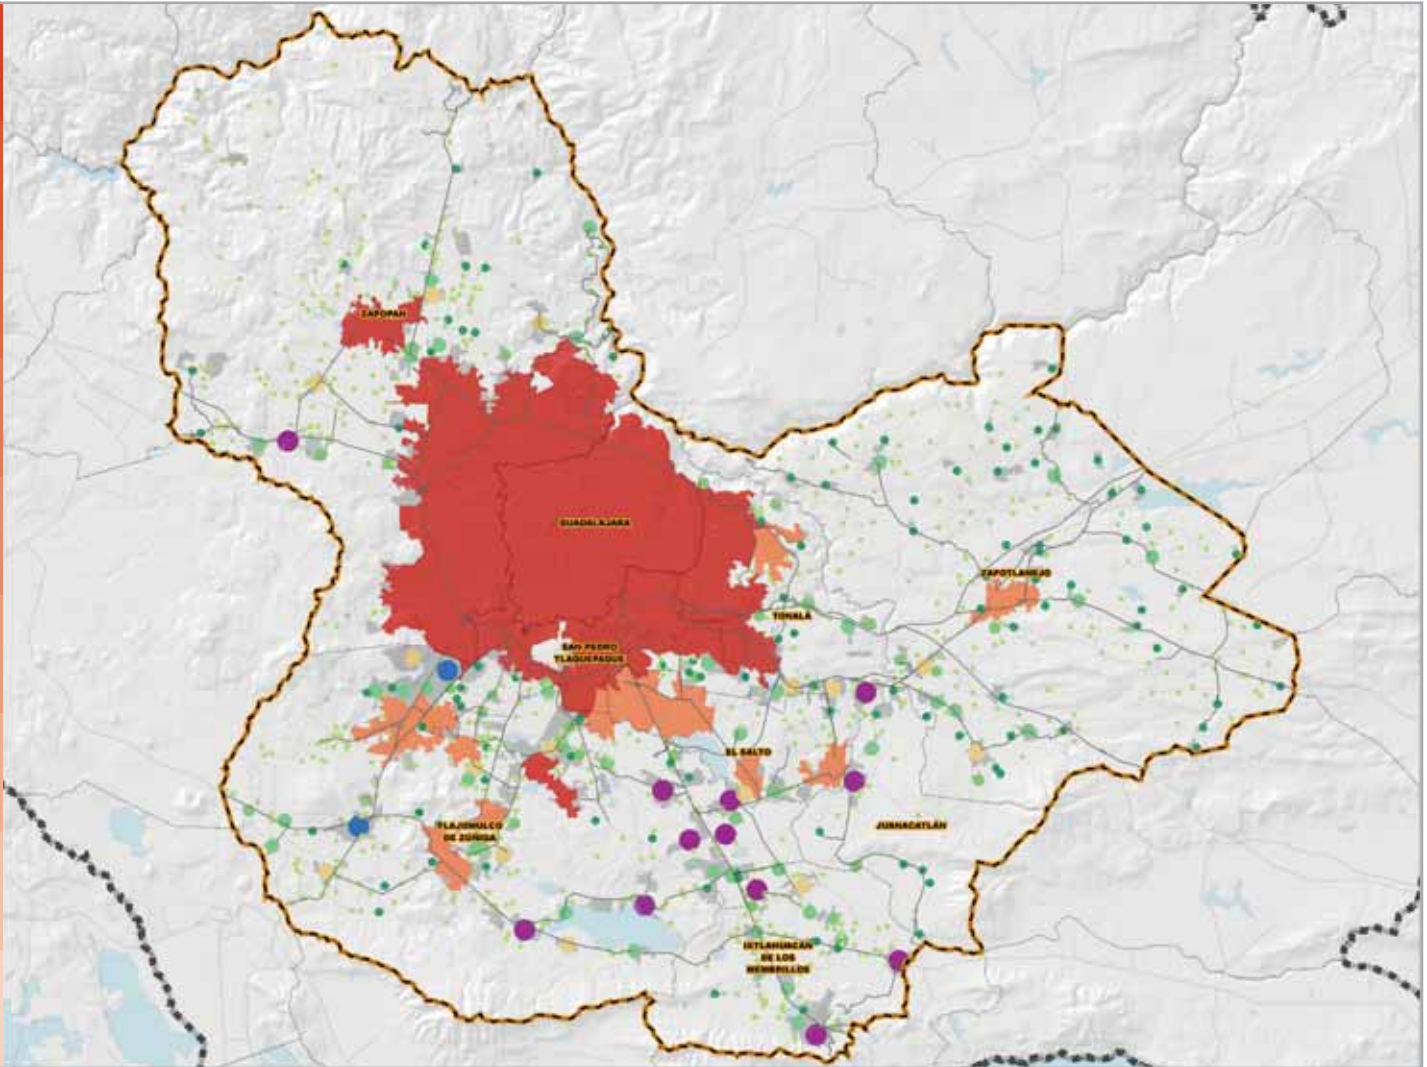 ZAPOPAN
GUADALAJARA
ZAPOTLANEJO
TONALÁ
SAN PEDRO
TLAQUEPAQUE
EL SALTO
TLAJOMULCO
DE ZÚÑIGA
JUANACATLÁN
IXTLAHUACÁN
DE LOS
MEMBRILLOS